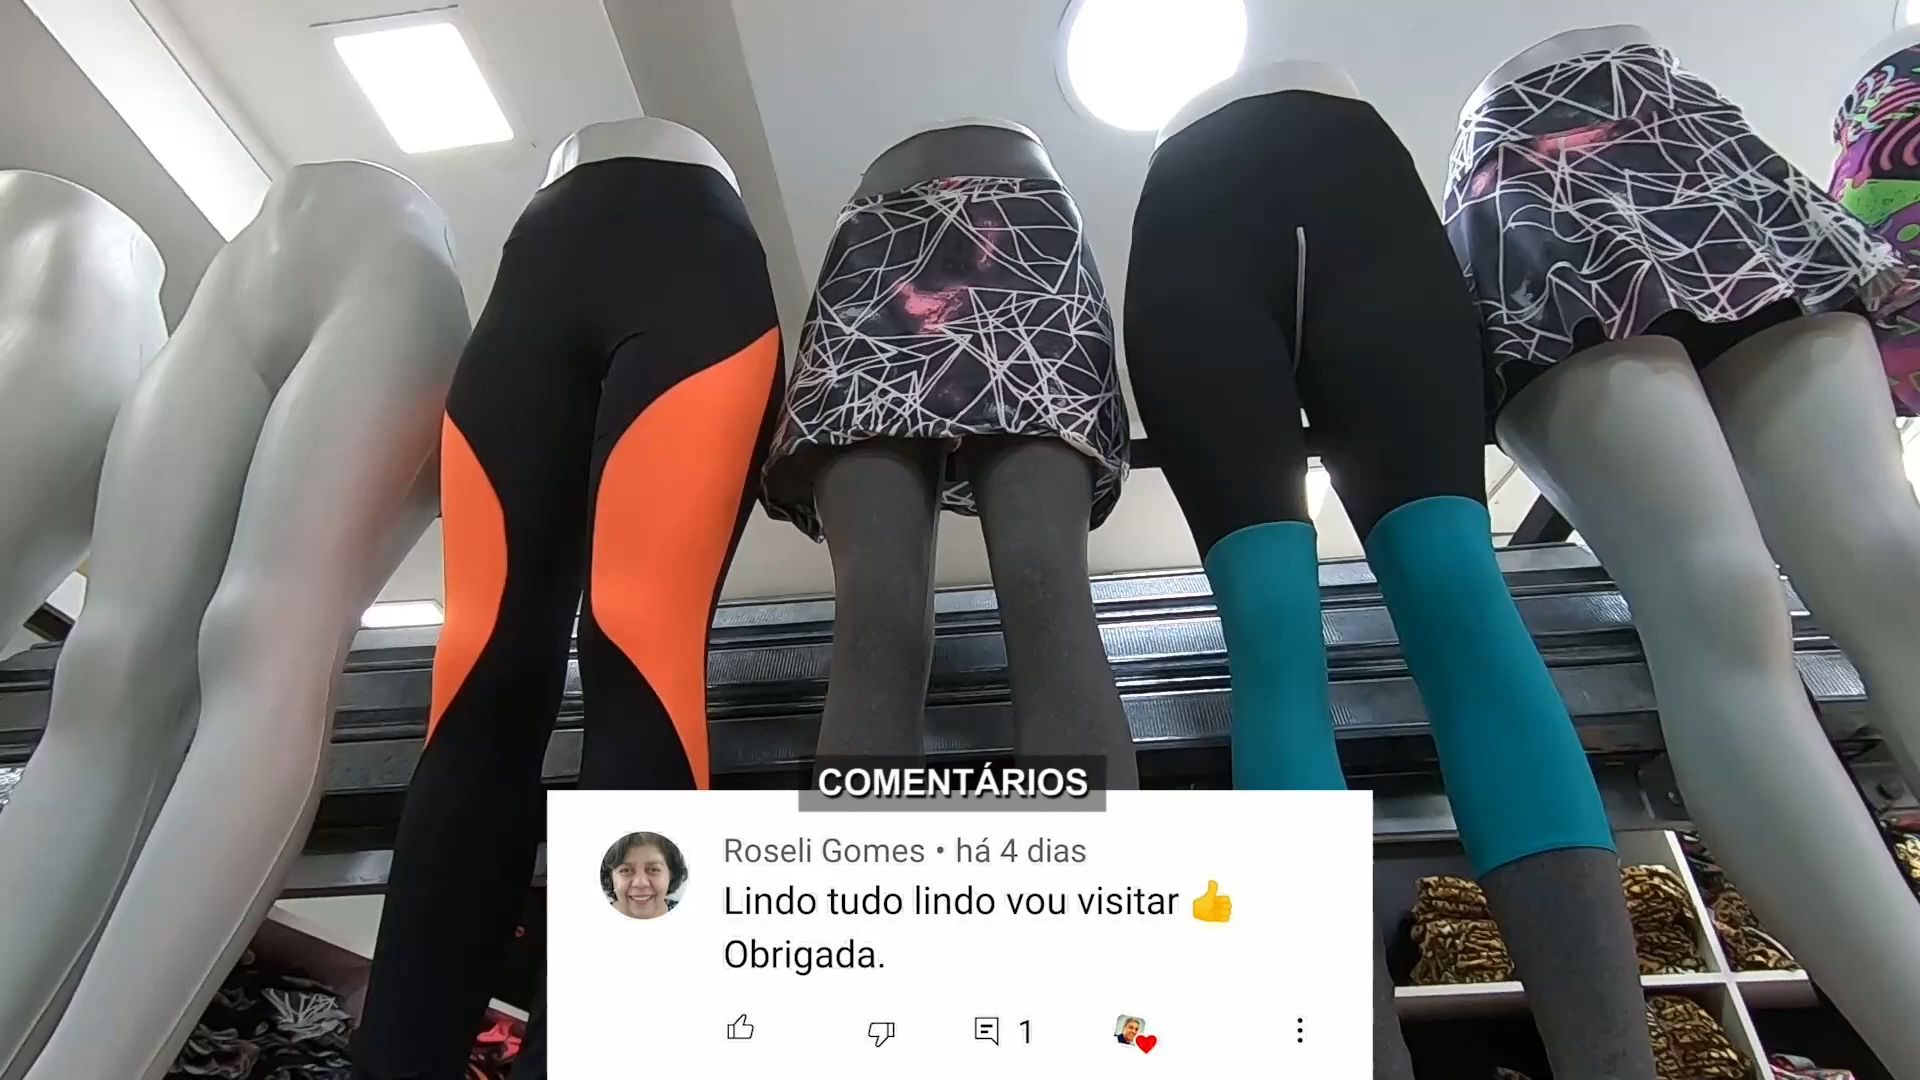 COMENTÁRIOS
Roseli Gomes • há 4 dias
Lindo tudo lindo vou visitar 👍
Obrigada.
1